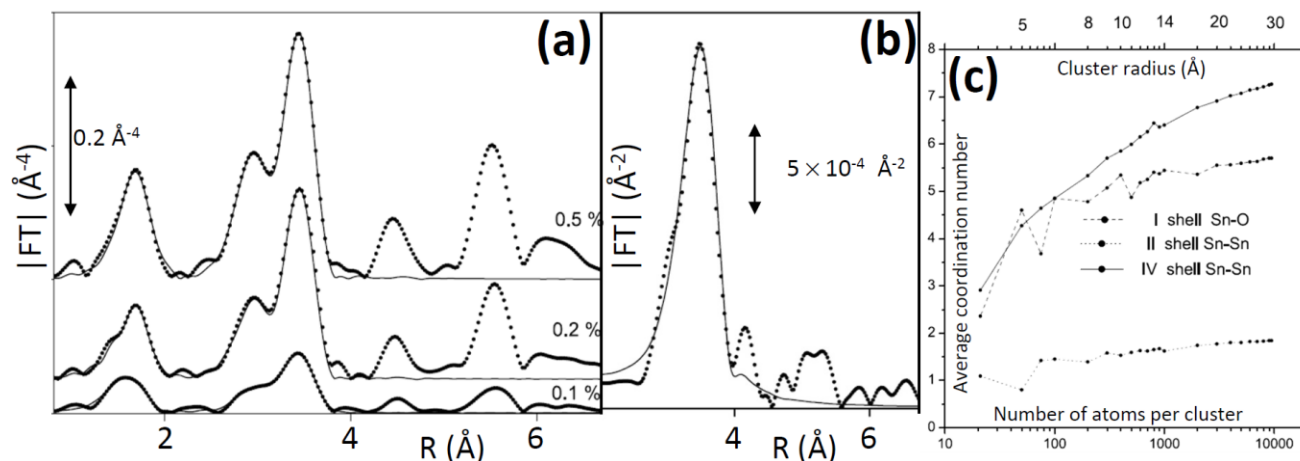 (a)
|FT| (Å⁻⁴)
0.2 Å⁻⁴
0.5 %
0.2 %
0.1 %
2 4 6
R (Å)
(b)
|FT| (Å⁻²)
5 × 10⁻⁴ Å⁻²
4 6
R (Å)
(c)
5 8 10 14 20 30
Cluster radius (Å)
8
7
6
5
4
3
2
1
0
Average coordination number
I shell Sn-O
II shell Sn-Sn
IV shell Sn-Sn
Number of atoms per cluster
10 100 1000 10000